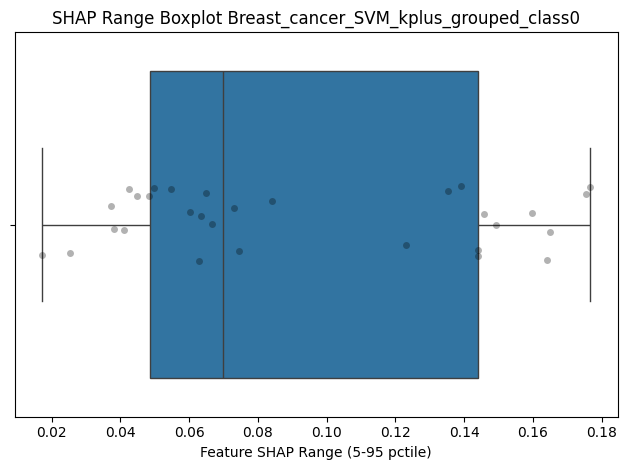 SHAP Range Boxplot Breast_cancer_SVM_kplus_grouped_class0
0.02 0.04 0.06 0.08 0.10 0.12 0.14 0.16 0.18
Feature SHAP Range (5-95 pctile)